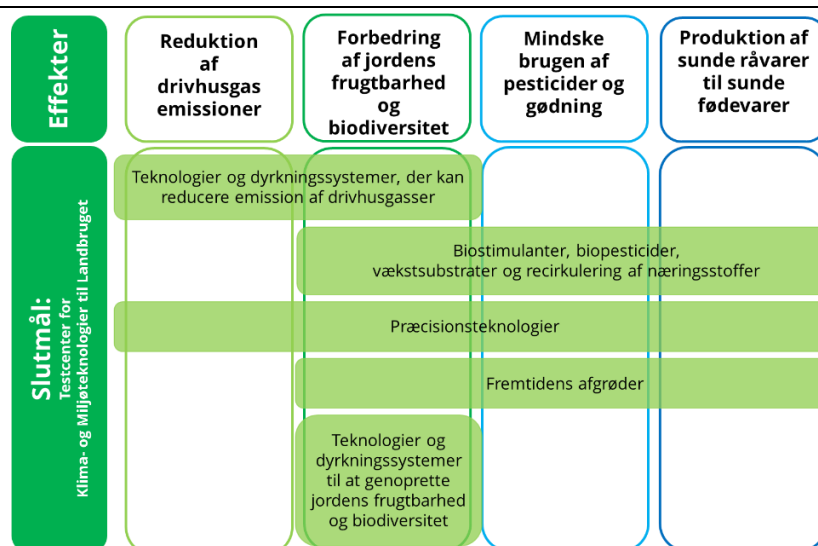 Effekter
Reduktion
af
drivhusgas
emissioner
Forbedring
af jordens
frugtbarhed
og
biodiversitet
Mindske
brugen af
pesticider og
gødning
Produktion af
sunde råvarer
til sunde
fødevarer
Slutmål:
Testcenter for
Klima- og Miljøteknologier til Landbruget
Teknologier og dyrkningssystemer, der kan
reducere emission af drivhusgasser
Biostimulanter, biopesticider,
vækstsubstrater og recirkulering af næringsstoffer
Præcisionsteknologier
Fremtidens afgrøder
Teknologier og
dyrkningssystemer
til at genoprette
jordens frugtbarhed
og biodiversitet